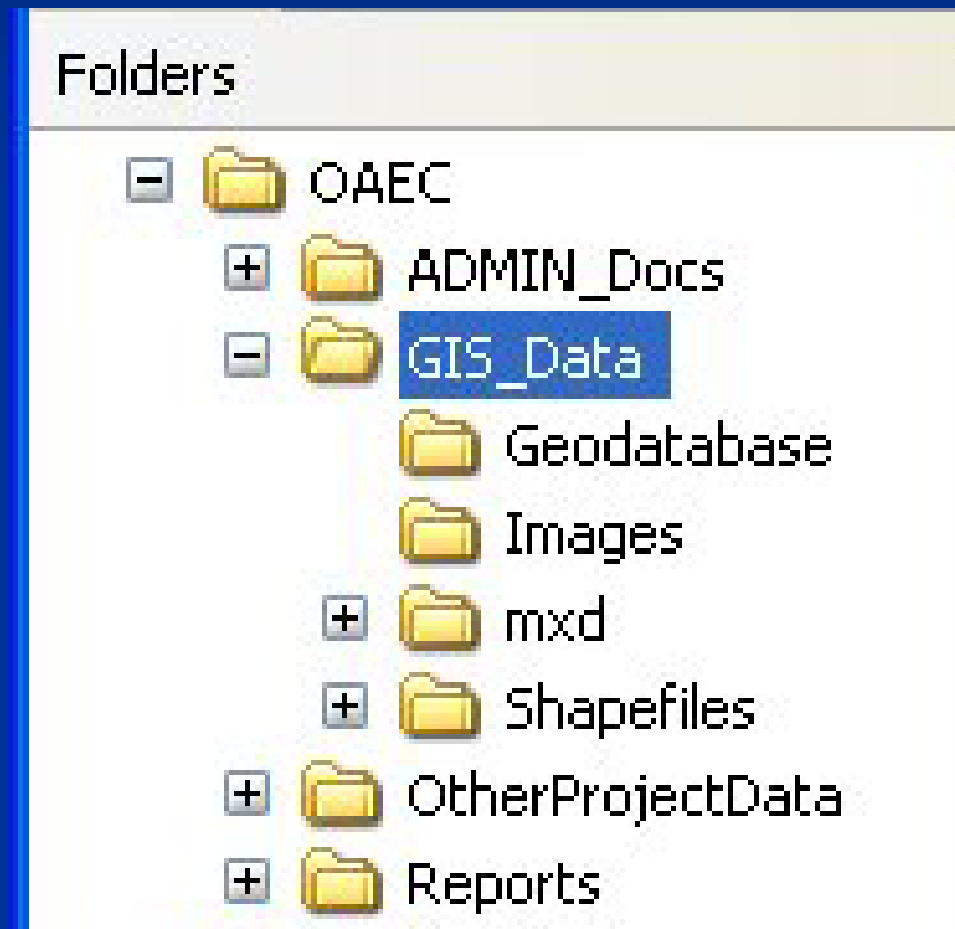 Folders
OAEC
ADMIN_Docs
GIS_Data
Geodatabase
Images
mxd
Shapefiles
OtherProjectData
Reports